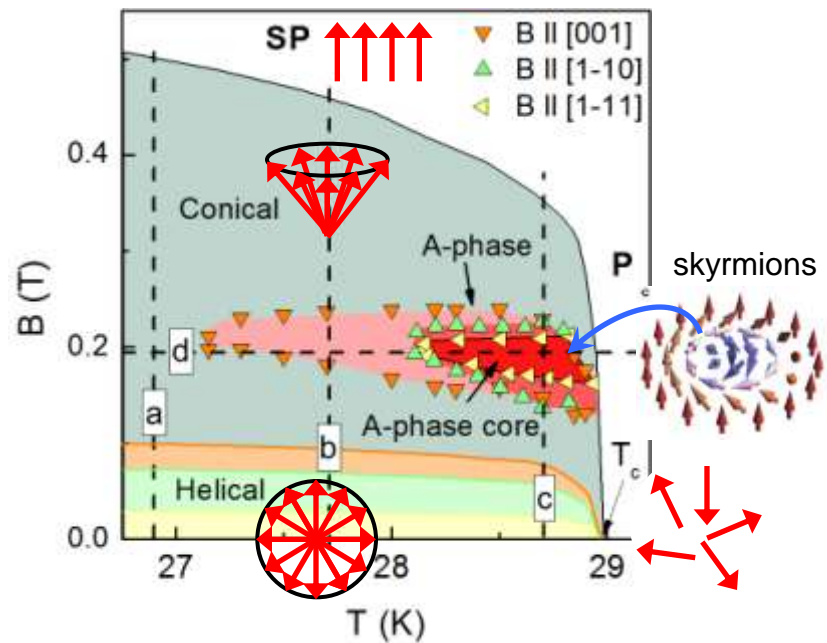 SP
B II [001]
B II [1-10]
B II [1-11]
0.4
Conical
A-phase
P
skyrmions
B (T)
0.2
d
a
A-phase core
b
T c
Helical
c
0.0
27
28
29
T (K)